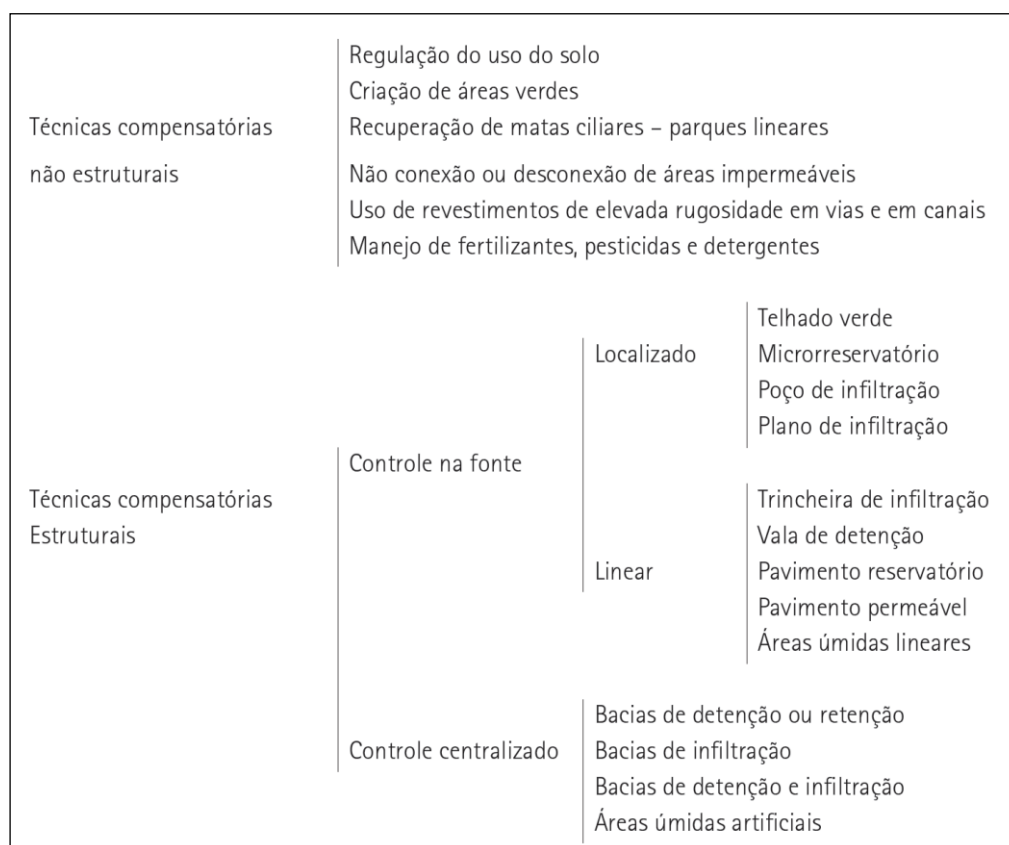 Técnicas compensatórias
não estruturais
Regulação do uso do solo
Criação de áreas verdes
Recuperação de matas ciliares – parques lineares
Não conexão ou desconexão de áreas impermeáveis
Uso de revestimentos de elevada rugosidade em vias e em canais
Manejo de fertilizantes, pesticidas e detergentes
Técnicas compensatórias
Estruturais
Controle na fonte
Localizado
Telhado verde
Microrreservatório
Poço de infiltração
Plano de infiltração
Linear
Trincheira de infiltração
Vala de detenção
Pavimento reservatório
Pavimento permeável
Áreas úmidas lineares
Controle centralizado
Bacias de detenção ou retenção
Bacias de infiltração
Bacias de detenção e infiltração
Áreas úmidas artificiais